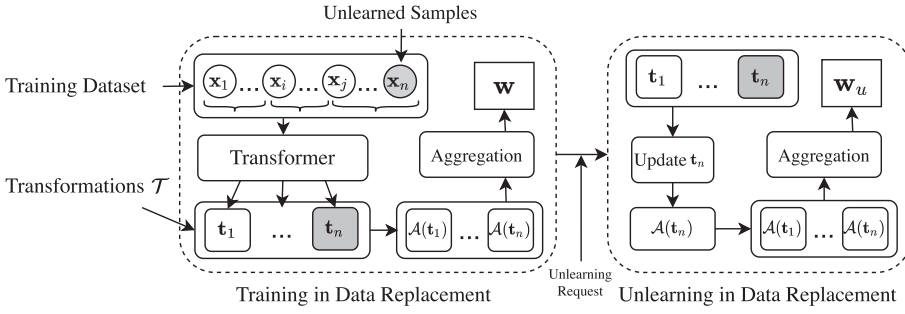 Unlearned Samples
Training Dataset
x₁ ... xᵢ ... xⱼ ... xₙ
Transformer
Transformations 𝒯
t₁ ... tₙ
𝒜(t₁) ... 𝒜(tₙ)
Aggregation
w
Training in Data Replacement
Unlearning
Request
t₁ ... tₙ
Update tₙ
𝒜(tₙ)
𝒜(t₁) ... 𝒜(tₙ)
Aggregation
wᵤ
Unlearning in Data Replacement